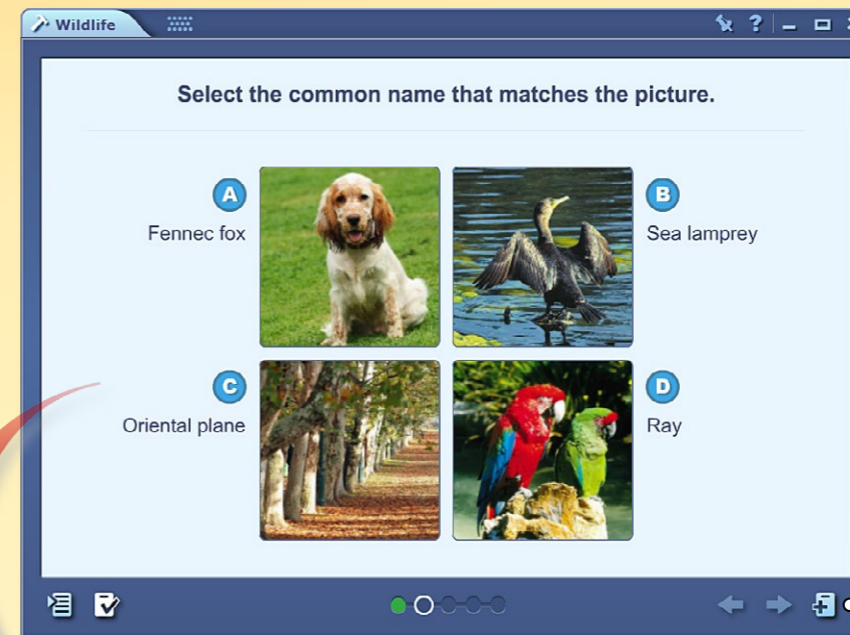 Wildlife
?
Select the common name that matches the picture.
A
Fennec fox
B
Sea lamprey
C
Oriental plane
D
Ray